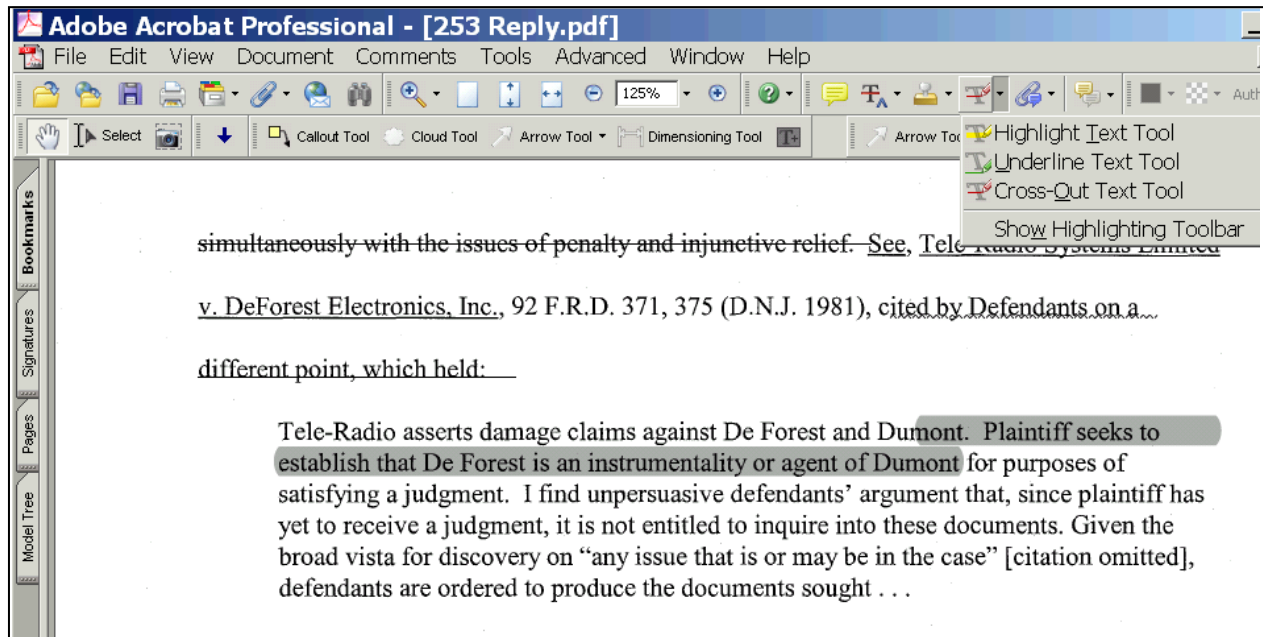 Adobe Acrobat Professional - [253 Reply.pdf]
File Edit View Document Comments Tools Advanced Window Help
125%
Select Callout Tool Cloud Tool Arrow Tool Dimensioning Tool T+ Arrow
Highlight Text Tool
Underline Text Tool
Cross-Out Text Tool
Show Highlighting Toolbar
Bookmarks
Signatures
Pages
Model Tree
simultaneously with the issues of penalty and injunctive relief. See, Tele-Radio Systems Limited
v. DeForest Electronics, Inc., 92 F.R.D. 371, 375 (D.N.J. 1981), cited by Defendants on a
different point, which held:
Tele-Radio asserts damage claims against De Forest and Dumont. Plaintiff seeks to
establish that De Forest is an instrumentality or agent of Dumont for purposes of
satisfying a judgment. I find unpersuasive defendants’ argument that, since plaintiff has
yet to receive a judgment, it is not entitled to inquire into these documents. Given the
broad vista for discovery on “any issue that is or may be in the case” [citation omitted],
defendants are ordered to produce the documents sought . . .